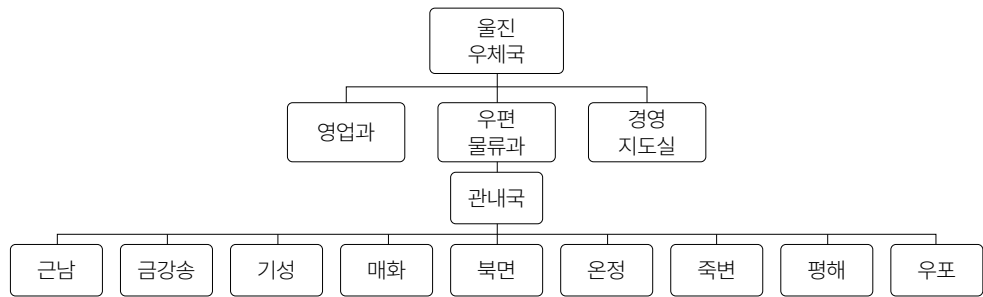 울진
우체국
영업과
우편
물류과
경영
지도실
관내국
근남
금강송
기성
매화
북면
온정
죽변
평해
우포